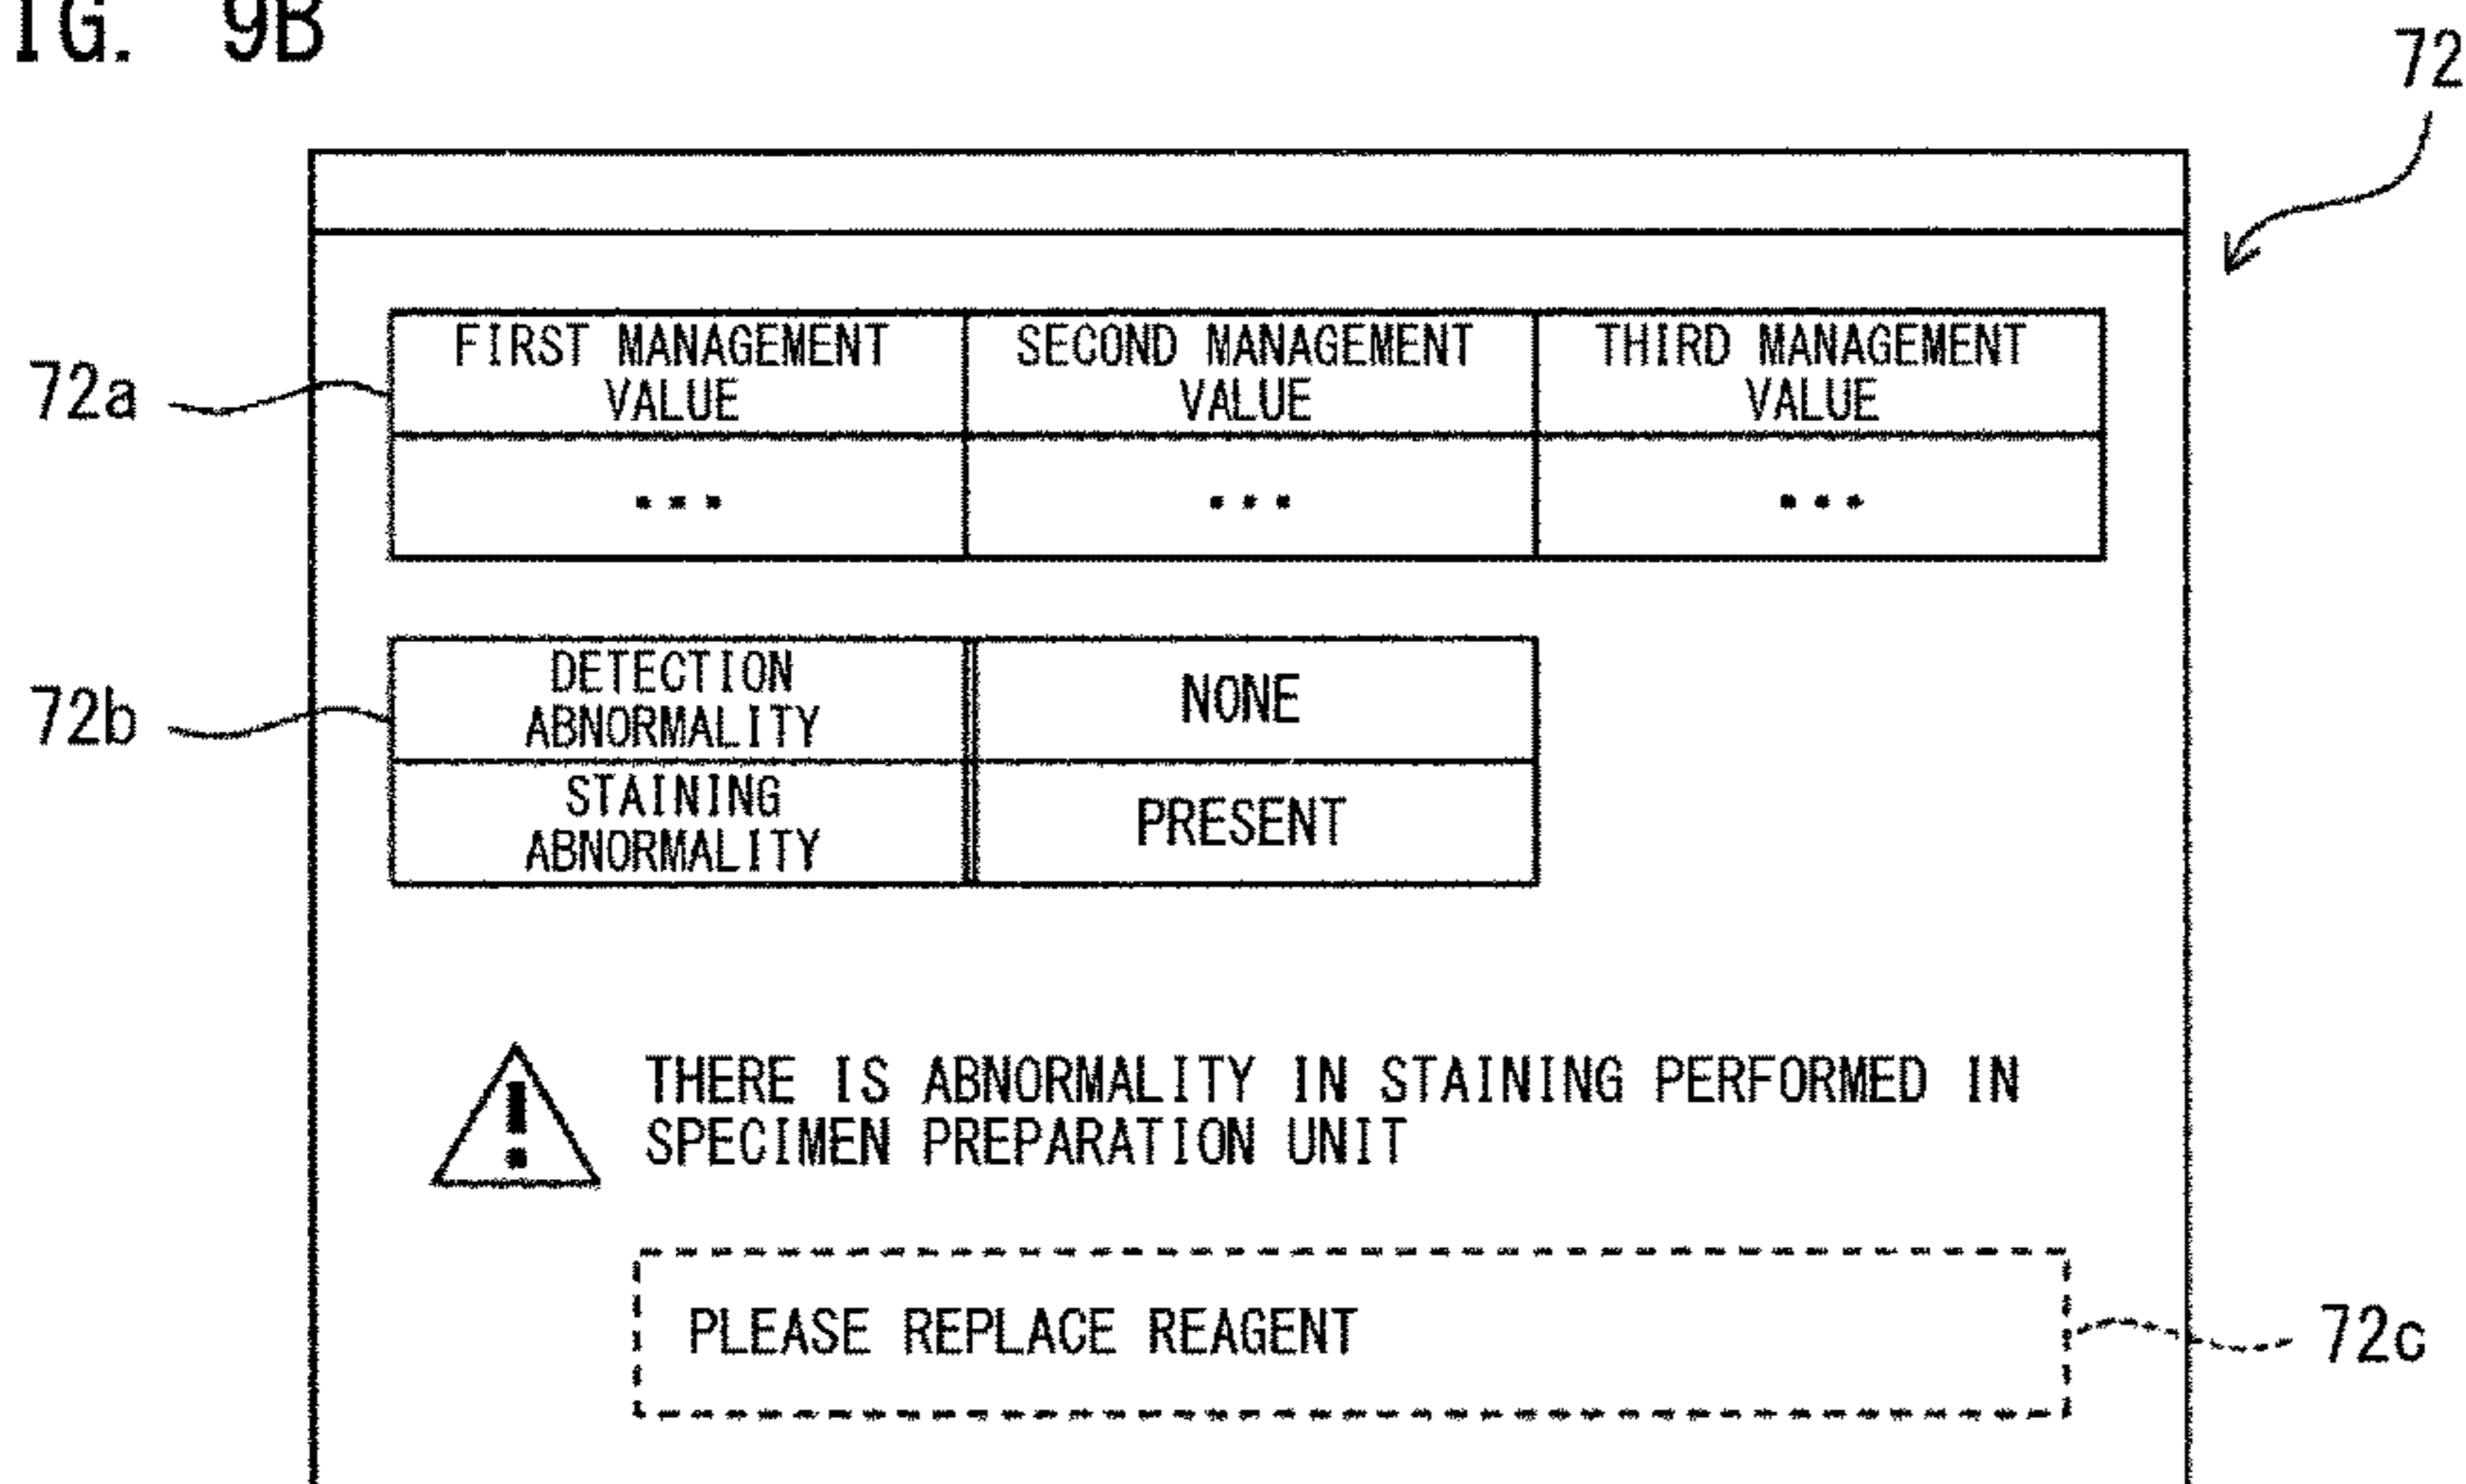 IG. 9B
72
72a
FIRST MANAGEMENT VALUE
SECOND MANAGEMENT VALUE
THIRD MANAGEMENT VALUE
... ... ...
72b
DETECTION ABNORMALITY
NONE
STAINING ABNORMALITY
PRESENT
THERE IS ABNORMALITY IN STAINING PERFORMED IN
SPECIMEN PREPARATION UNIT
PLEASE REPLACE REAGENT
72c